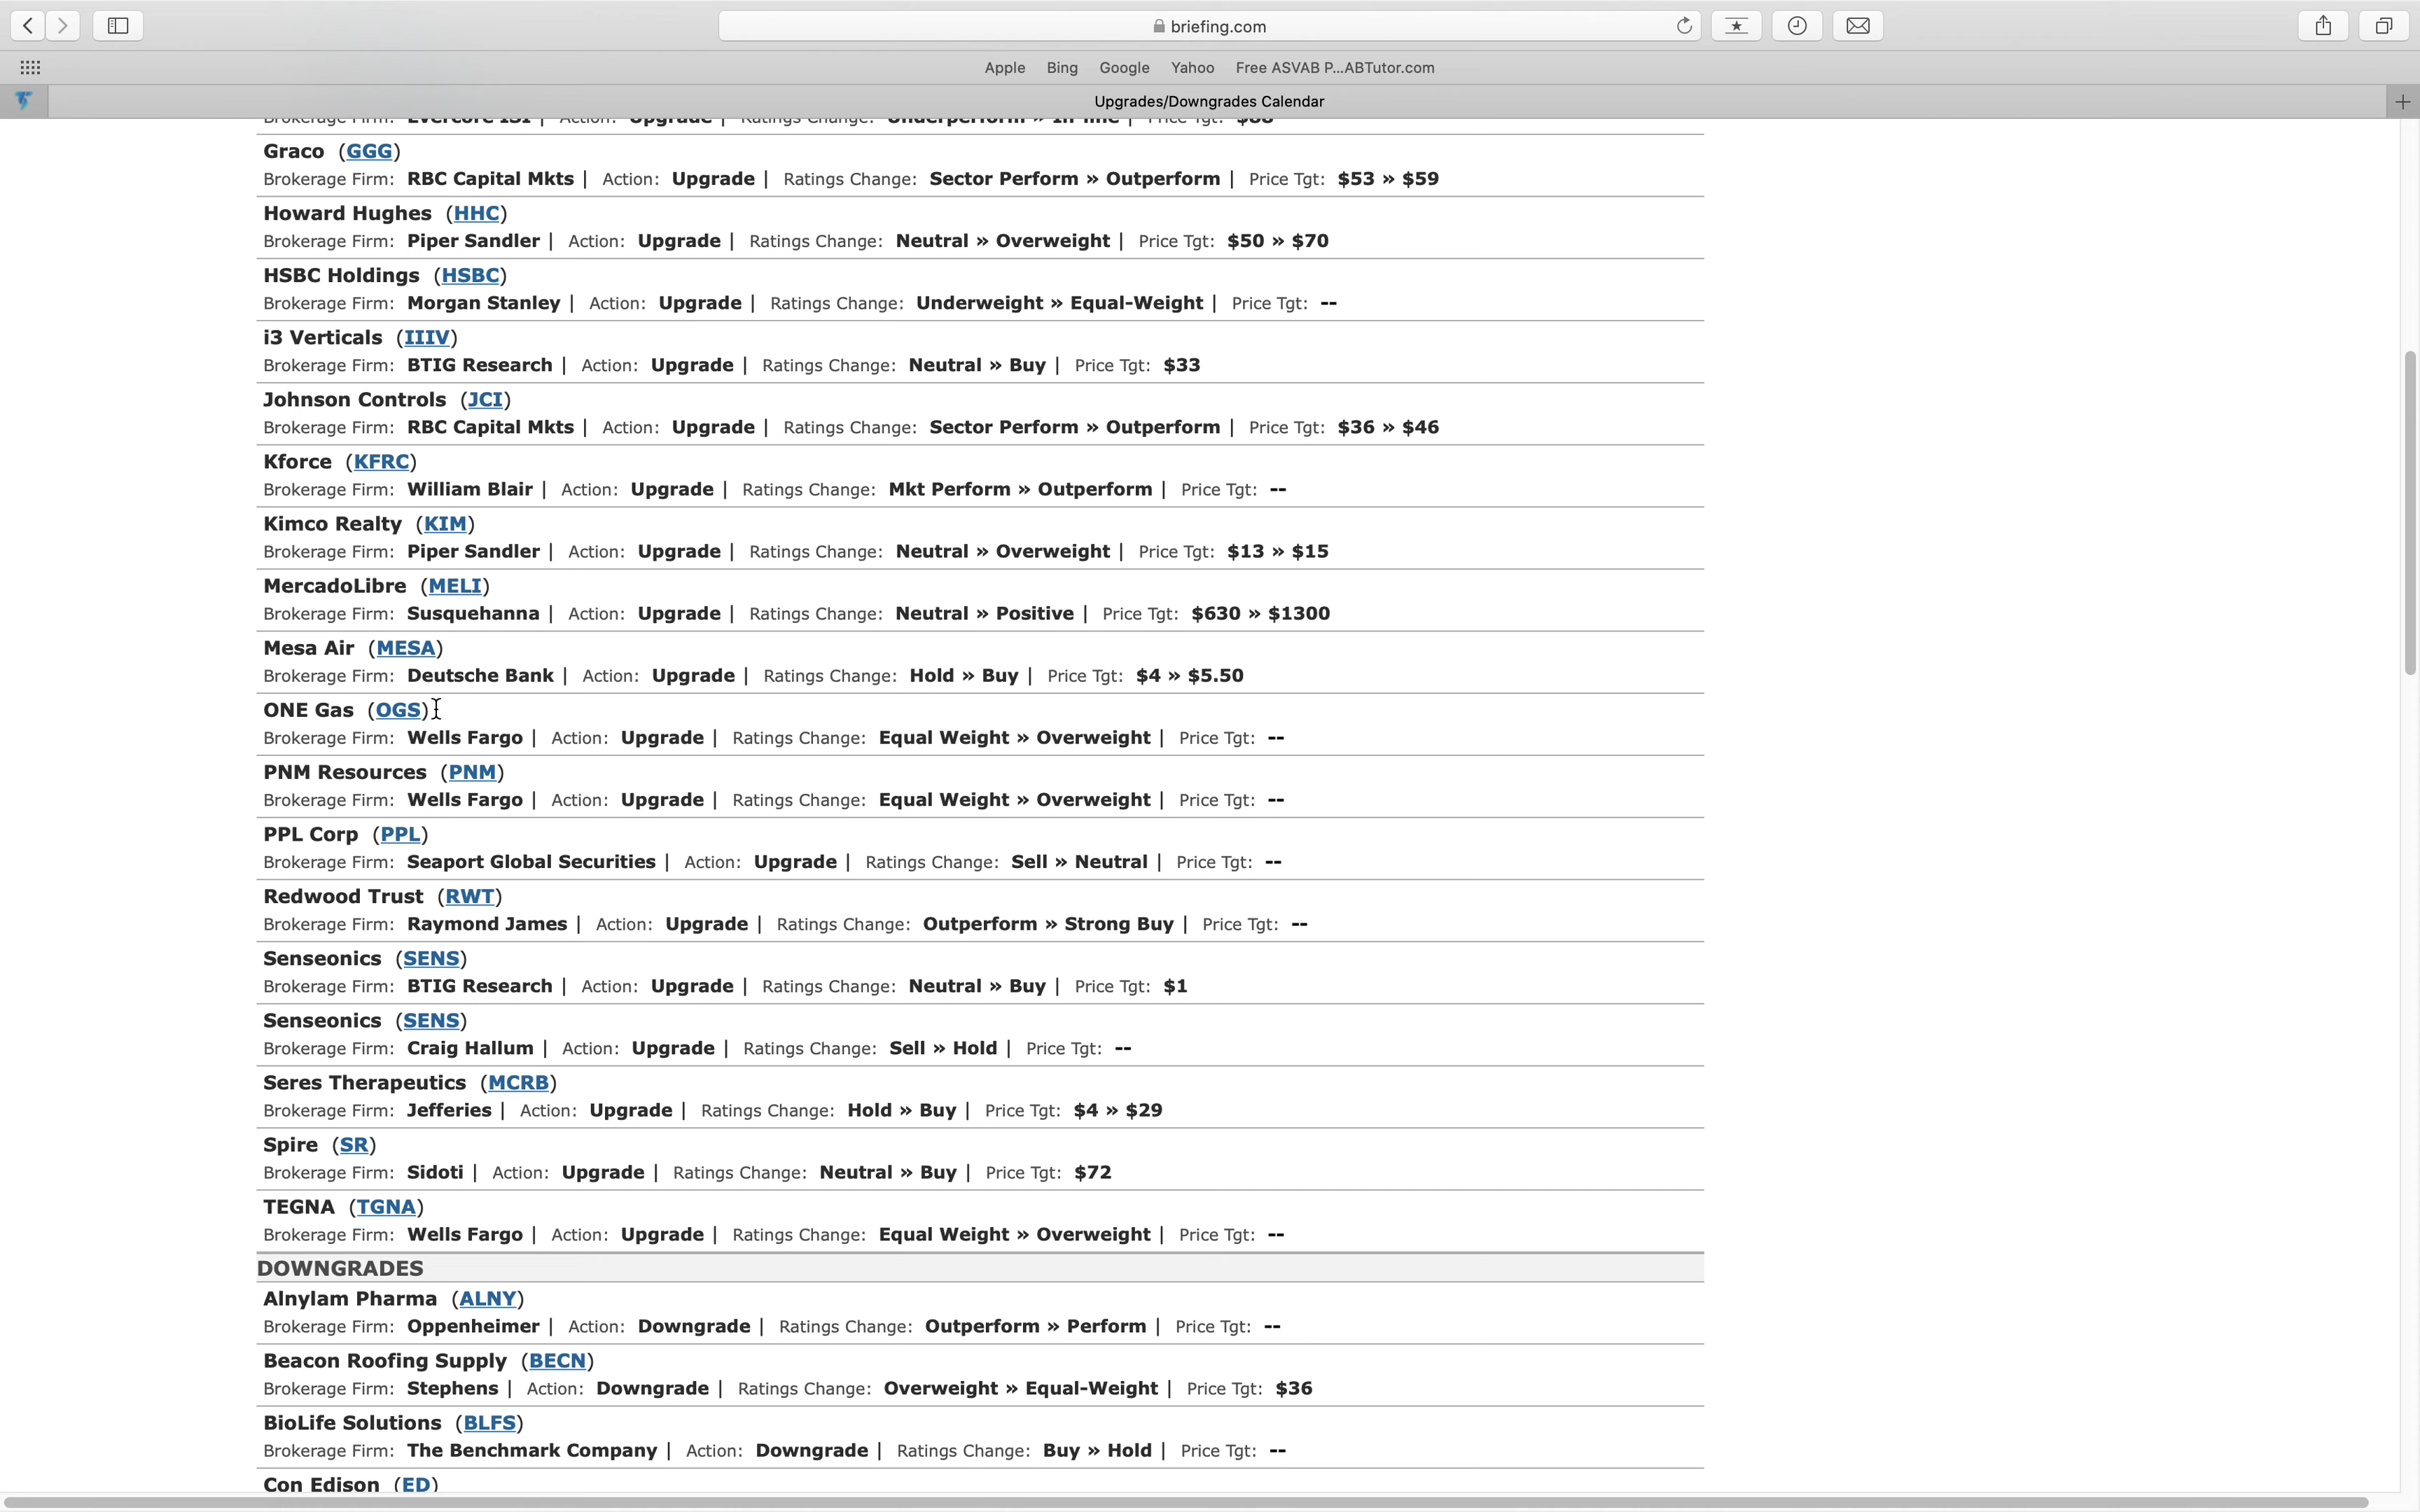 briefing.com
Apple Bing Google Yahoo Free ASVAB P...ABTutor.com
Upgrades/Downgrades Calendar
Brokerage Firm: Evercore ISI | Action: Upgrade | Ratings Change: Underperform » In-line | Price Tgt: $88
Graco (GGG)
Brokerage Firm: RBC Capital Mkts | Action: Upgrade | Ratings Change: Sector Perform » Outperform | Price Tgt: $53 » $59
Howard Hughes (HHC)
Brokerage Firm: Piper Sandler | Action: Upgrade | Ratings Change: Neutral » Overweight | Price Tgt: $50 » $70
HSBC Holdings (HSBC)
Brokerage Firm: Morgan Stanley | Action: Upgrade | Ratings Change: Underweight » Equal-Weight | Price Tgt: --
i3 Verticals (IIIV)
Brokerage Firm: BTIG Research | Action: Upgrade | Ratings Change: Neutral » Buy | Price Tgt: $33
Johnson Controls (JCI)
Brokerage Firm: RBC Capital Mkts | Action: Upgrade | Ratings Change: Sector Perform » Outperform | Price Tgt: $36 » $46
Kforce (KFRC)
Brokerage Firm: William Blair | Action: Upgrade | Ratings Change: Mkt Perform » Outperform | Price Tgt: --
Kimco Realty (KIM)
Brokerage Firm: Piper Sandler | Action: Upgrade | Ratings Change: Neutral » Overweight | Price Tgt: $13 » $15
MercadoLibre (MELI)
Brokerage Firm: Susquehanna | Action: Upgrade | Ratings Change: Neutral » Positive | Price Tgt: $630 » $1300
Mesa Air (MESA)
Brokerage Firm: Deutsche Bank | Action: Upgrade | Ratings Change: Hold » Buy | Price Tgt: $4 » $5.50
ONE Gas (OGS)
Brokerage Firm: Wells Fargo | Action: Upgrade | Ratings Change: Equal Weight » Overweight | Price Tgt: --
PNM Resources (PNM)
Brokerage Firm: Wells Fargo | Action: Upgrade | Ratings Change: Equal Weight » Overweight | Price Tgt: --
PPL Corp (PPL)
Brokerage Firm: Seaport Global Securities | Action: Upgrade | Ratings Change: Sell » Neutral | Price Tgt: --
Redwood Trust (RWT)
Brokerage Firm: Raymond James | Action: Upgrade | Ratings Change: Outperform » Strong Buy | Price Tgt: --
Senseonics (SENS)
Brokerage Firm: BTIG Research | Action: Upgrade | Ratings Change: Neutral » Buy | Price Tgt: $1
Senseonics (SENS)
Brokerage Firm: Craig Hallum | Action: Upgrade | Ratings Change: Sell » Hold | Price Tgt: --
Seres Therapeutics (MCRB)
Brokerage Firm: Jefferies | Action: Upgrade | Ratings Change: Hold » Buy | Price Tgt: $4 » $29
Spire (SR)
Brokerage Firm: Sidoti | Action: Upgrade | Ratings Change: Neutral » Buy | Price Tgt: $72
TEGNA (TGNA)
Brokerage Firm: Wells Fargo | Action: Upgrade | Ratings Change: Equal Weight » Overweight | Price Tgt: --
DOWNGRADES
Alnylam Pharma (ALNY)
Brokerage Firm: Oppenheimer | Action: Downgrade | Ratings Change: Outperform » Perform | Price Tgt: --
Beacon Roofing Supply (BECN)
Brokerage Firm: Stephens | Action: Downgrade | Ratings Change: Overweight » Equal-Weight | Price Tgt: $36
BioLife Solutions (BLFS)
Brokerage Firm: The Benchmark Company | Action: Downgrade | Ratings Change: Buy » Hold | Price Tgt: --
Con Edison (ED)